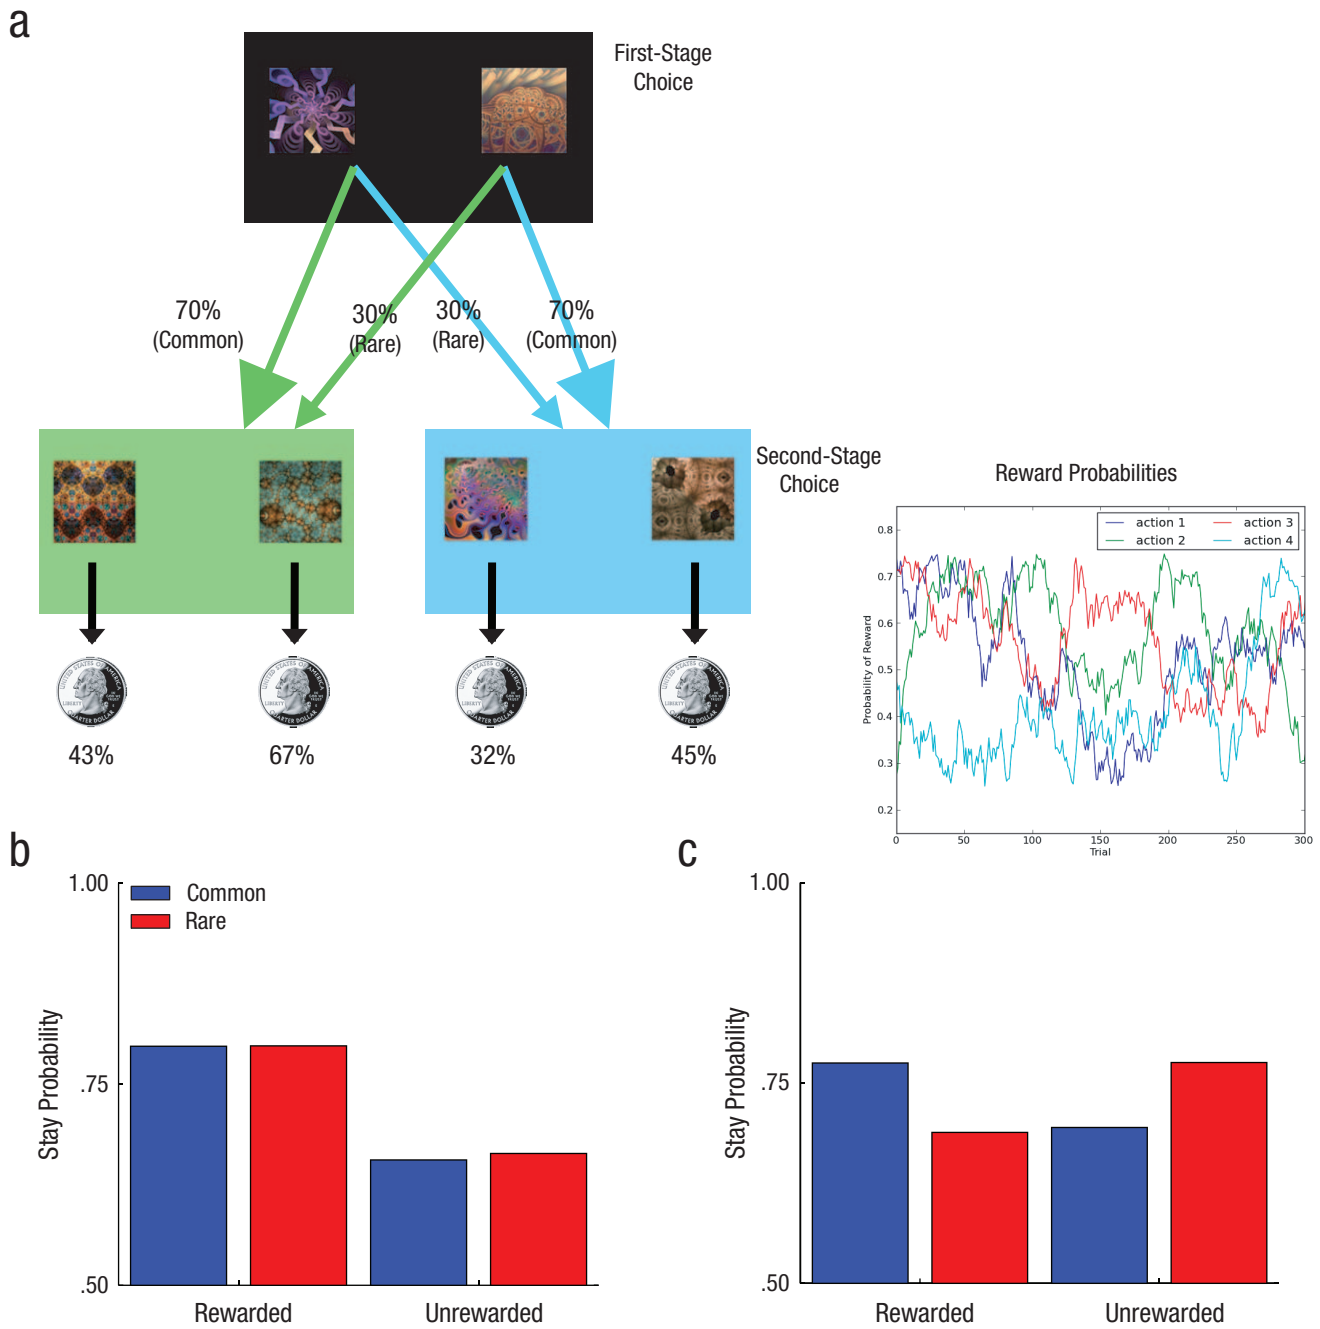 a
First-Stage
Choice
70%
(Common)
30%
(Rare)
30%
(Rare)
70%
(Common)
Second-Stage
Choice
43%
67%
32%
45%
Reward Probabilities
action 1
action 2
action 3
action 4
Probability of Reward
0.8
0.7
0.6
0.5
0.4
0.3
0.2
0
50
100
150
200
250
300
Trial
b
1.00
.75
.50
Stay Probability
Common
Rare
Rewarded
Unrewarded
c
1.00
.75
.50
Stay Probability
Rewarded
Unrewarded